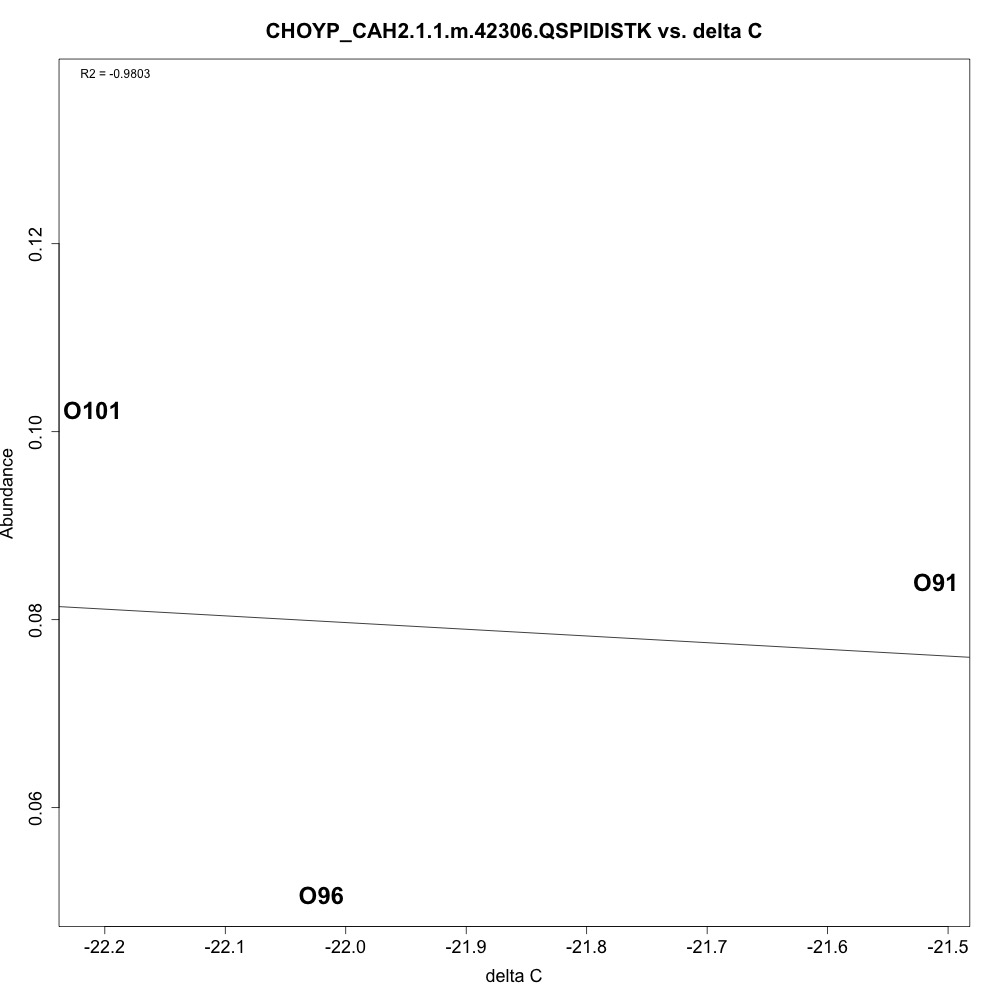 CHOYP_CAH2.1.1.m.42306.QSPIDISTK vs. delta C
R2 = -0.9803
0.12
O101
0.10
Abundance
O91
0.08
0.06
O96
-22.2 -22.1 -22.0 -21.9 -21.8 -21.7 -21.6 -21.5
delta C